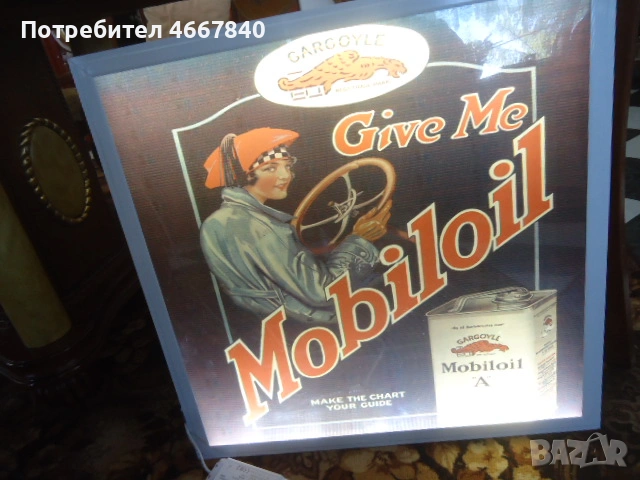 Потребител 4667840
GARGOYLE
Give Me
Mobiloil
MAKE THE CHART
YOUR GUIDE
GARGOYLE
Mobiloil
"A"
BAZAR